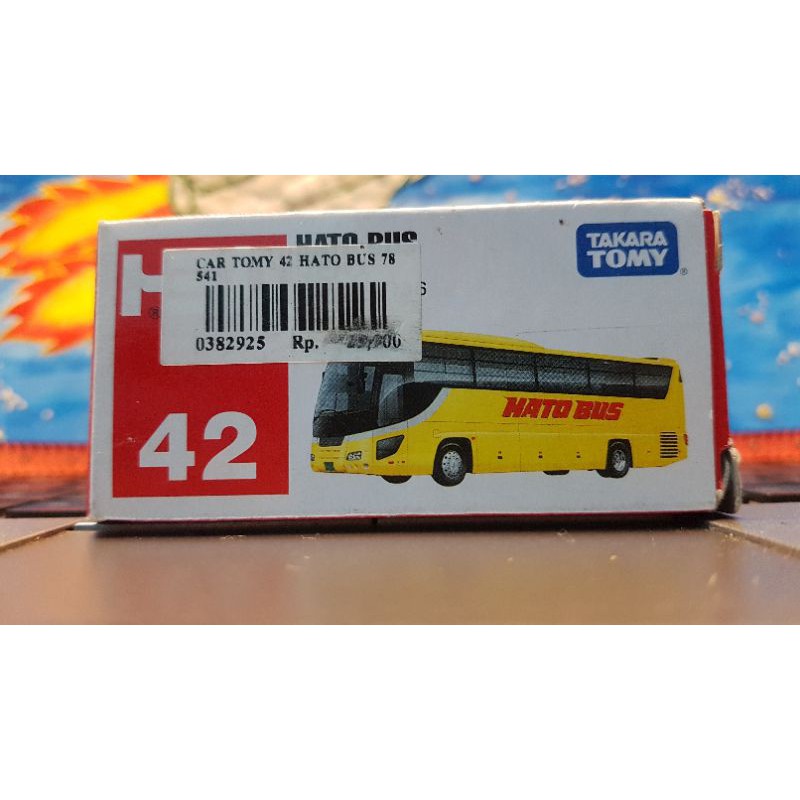 HATO BUS
TAKARA
TOMY
®
CAR TOMY 42 HATO BUS 78
541
0382925 Rp.
®
42
HATO BUS